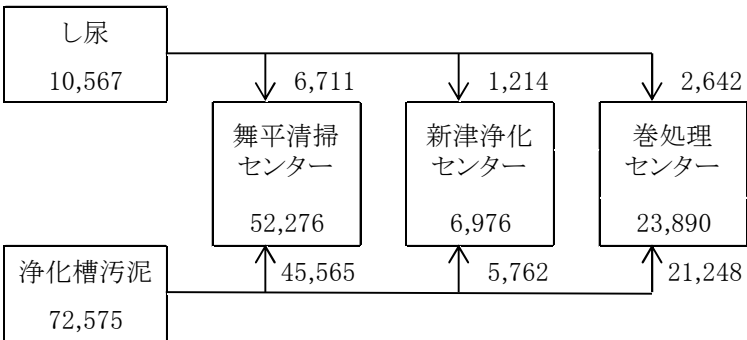 し尿
10,567
6,711
1,214
2,642
舞平清掃
センター
52,276
新津浄化
センター
6,976
巻処理
センター
23,890
浄化槽汚泥
72,575
45,565
5,762
21,248